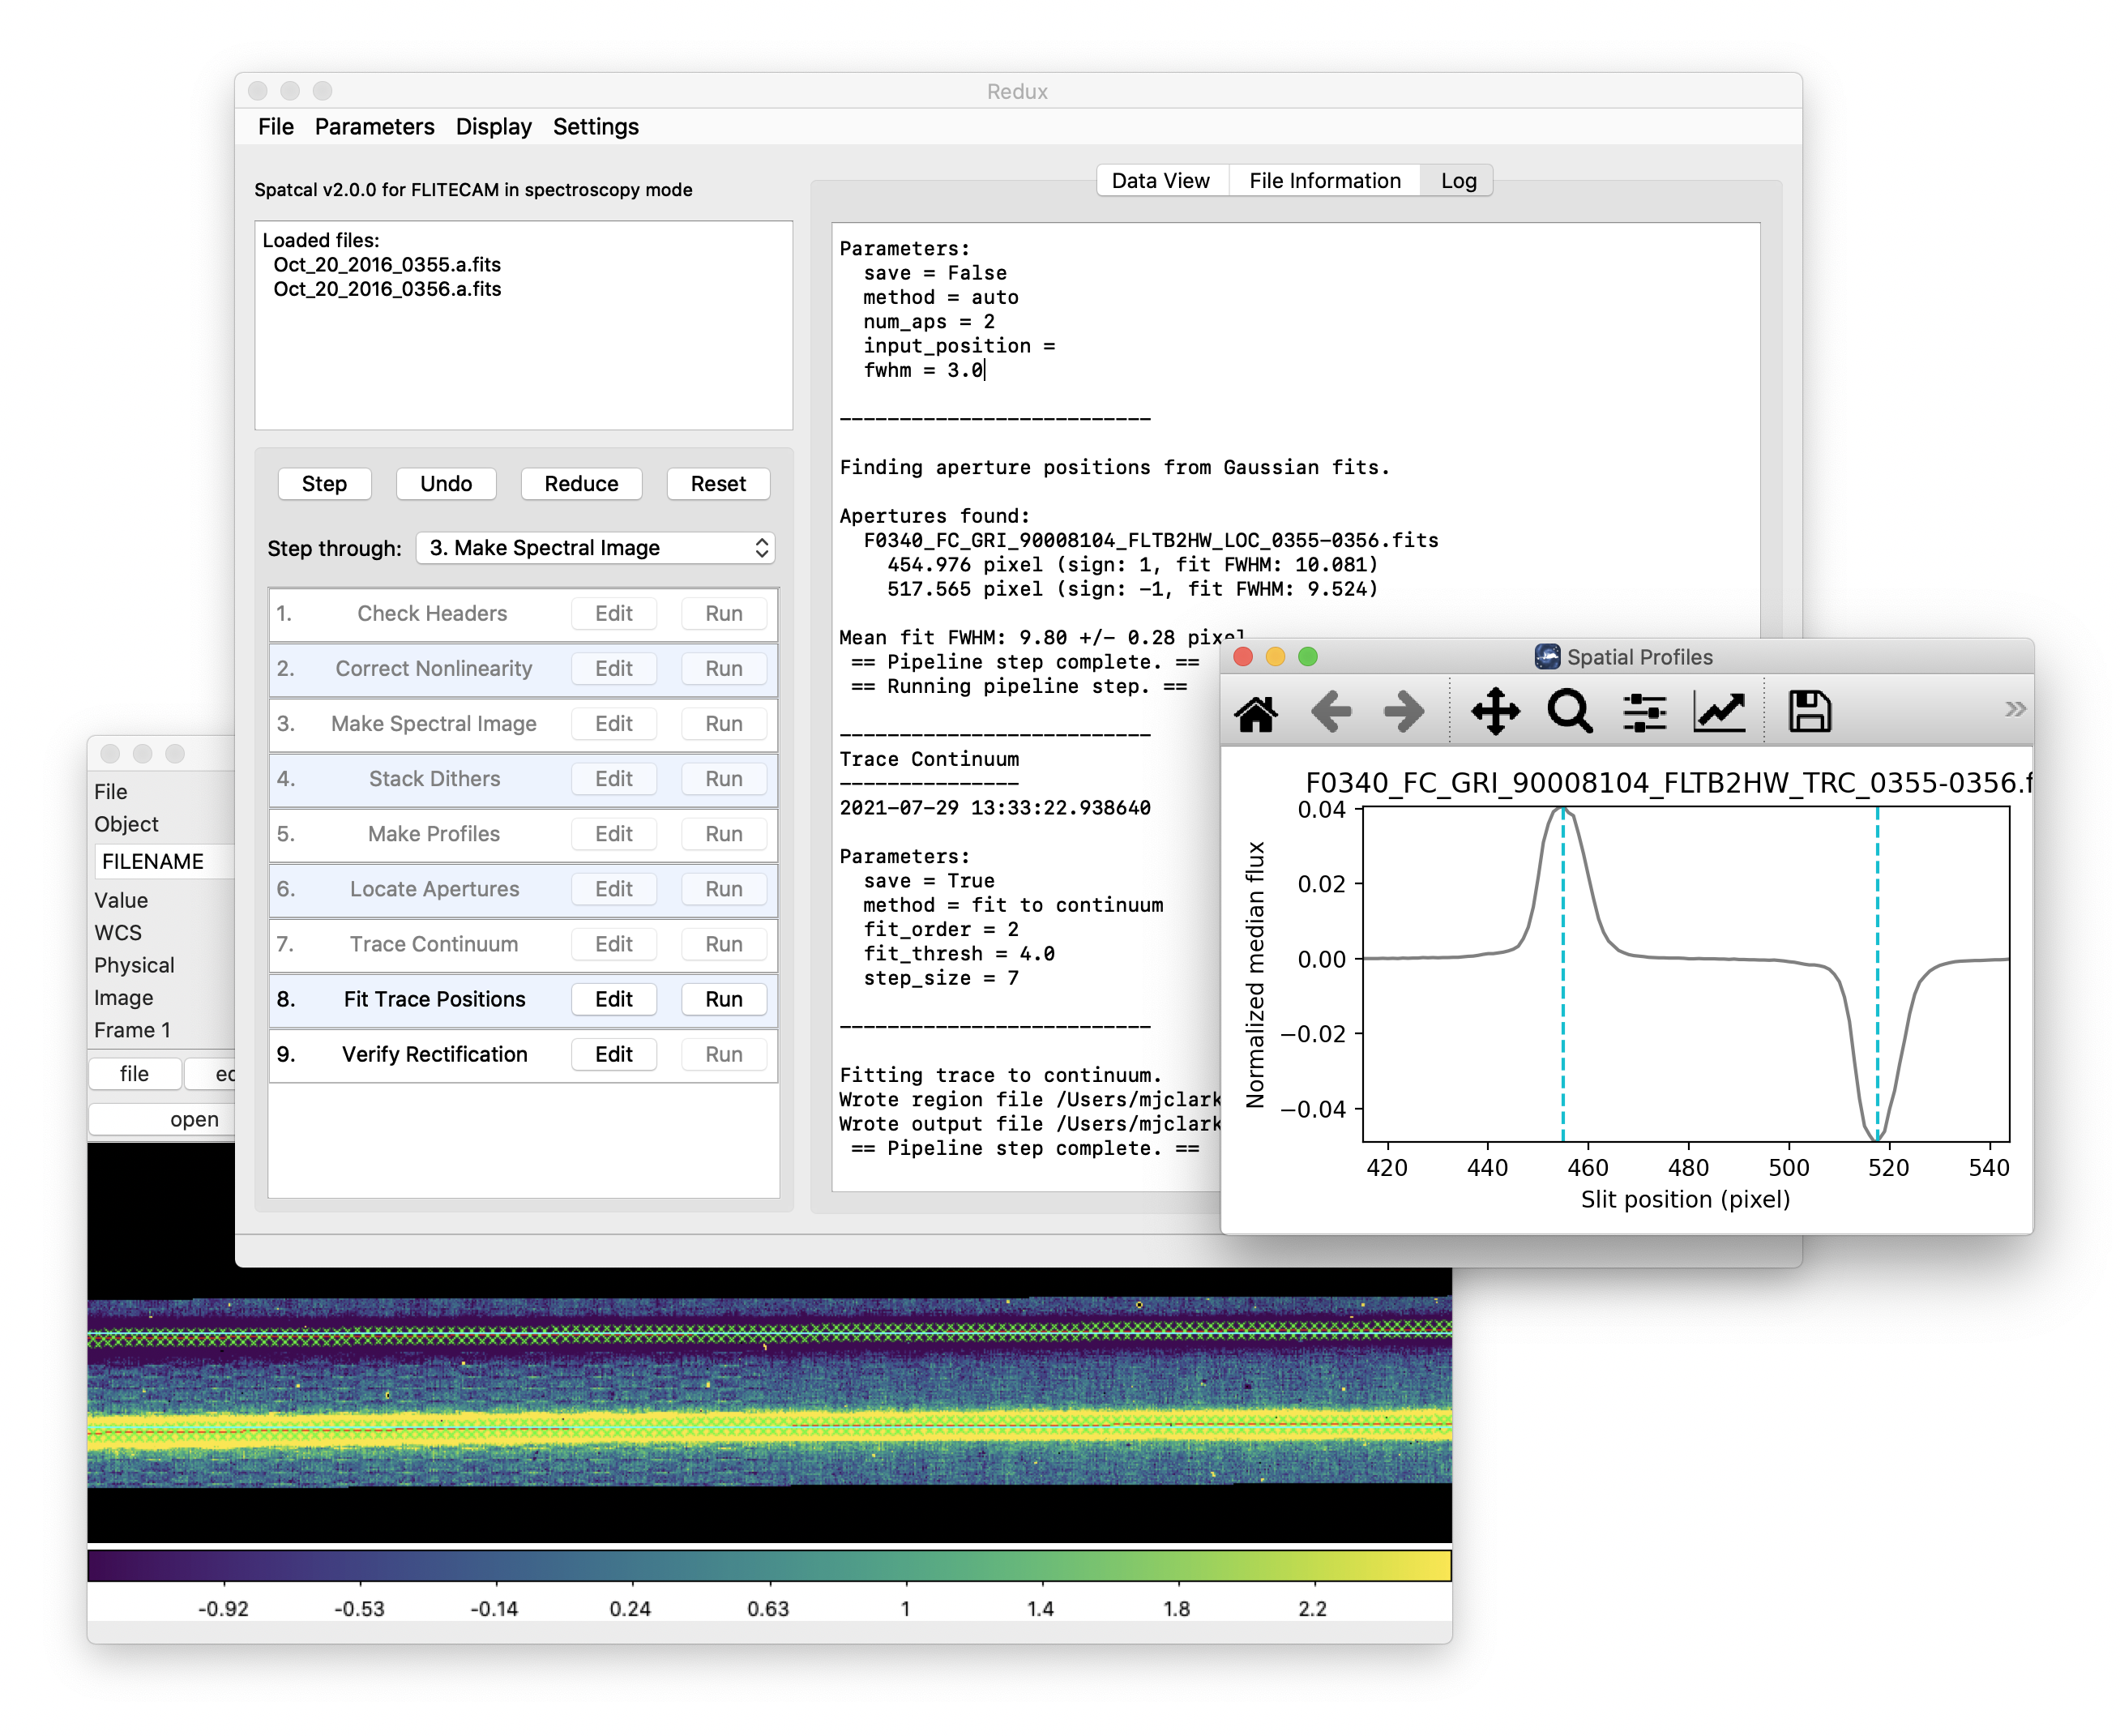 Redux
File Parameters Display Settings
Spatcal v2.0.0 for FLITECAM in spectroscopy mode
Loaded files:
Oct_20_2016_0355.a.fits
Oct_20_2016_0356.a.fits
Step Undo Reduce Reset
Step through: 3. Make Spectral Image
1. Check Headers Edit Run
2. Correct Nonlinearity Edit Run
3. Make Spectral Image Edit Run
4. Stack Dithers Edit Run
5. Make Profiles Edit Run
6. Locate Apertures Edit Run
7. Trace Continuum Edit Run
8. Fit Trace Positions Edit Run
9. Verify Rectification Edit Run
Data View File Information Log
Parameters:
save = False
method = auto
num_aps = 2
input_position =
fwhm = 3.0
--------------------------
Finding aperture positions from Gaussian fits.
Apertures found:
F0340_FC_GRI_90008104_FLTB2HW_LOC_0355-0356.fits
454.976 pixel (sign: 1, fit FWHM: 10.081)
517.565 pixel (sign: -1, fit FWHM: 9.524)
Mean fit FWHM: 9.80 +/- 0.28 pixel
== Pipeline step complete. ==
== Running pipeline step. ==
--------------------------
Trace Continuum
---------------
2021-07-29 13:33:22.938640
Parameters:
save = True
method = fit to continuum
fit_order = 2
fit_thresh = 4.0
step_size = 7
--------------------------
Fitting trace to continuum.
Wrote region file /Users/mjclark
Wrote output file /Users/mjclark
== Pipeline step complete. ==
Spatial Profiles
F0340_FC_GRI_90008104_FLTB2HW_TRC_0355-0356.f
Normalized median flux
0.04
0.02
0.00
−0.02
−0.04
420 440 460 480 500 520 540
Slit position (pixel)
File
Object
FILENAME
Value
WCS
Physical
Image
Frame 1
file ed
open
-0.92 -0.53 -0.14 0.24 0.63 1 1.4 1.8 2.2